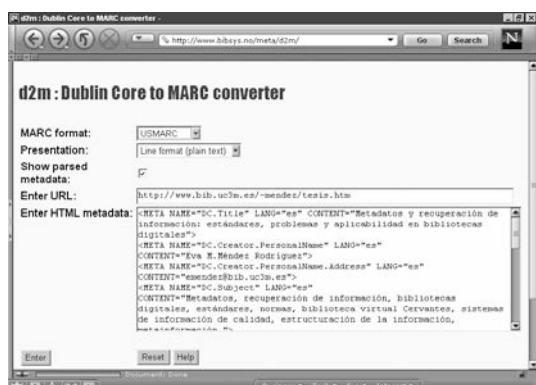 d2m : Dublin Core to MARC converter -
http://www.bibsys.no/meta/d2m/
Go
Search
N
d2m : Dublin Core to MARC converter
MARC format:
USMARC
Presentation:
Line format (plain text)
Show parsed
metadata:
Enter URL:
http://www.bib.uc3m.es/~mendez/tesis.htm
Enter HTML metadata:
<META NAME="DC.Title" LANG="es" CONTENT="Metadatos y recuperación de
información: estándares, problemas y aplicabilidad en bibliotecas
digitales">
<META NAME="DC.Creator.PersonalName" LANG="es"
CONTENT="Eva M.Méndez Rodríguez">
<META NAME="DC.Creator.PersonalName.Address" LANG="es"
CONTENT="emendez@bib.uc3m.es">
<META NAME="DC.Subject" LANG="es"
CONTENT="Metadatos, recuperación de información, bibliotecas
digitales, estándares, normas, biblioteca virtual Cervantes, sistemas
de información de calidad, estructuración de la información,
metainformación.">
Enter
Reset
Help
Document: Done